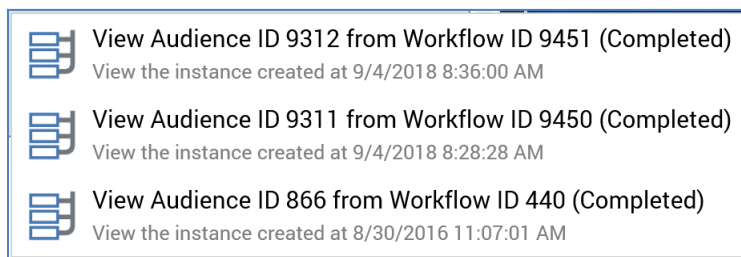 View Audience ID 9312 from Workflow ID 9451 (Completed)
View the instance created at 9/4/2018 8:36:00 AM
View Audience ID 9311 from Workflow ID 9450 (Completed)
View the instance created at 9/4/2018 8:28:28 AM
View Audience ID 866 from Workflow ID 440 (Completed)
View the instance created at 8/30/2016 11:07:01 AM